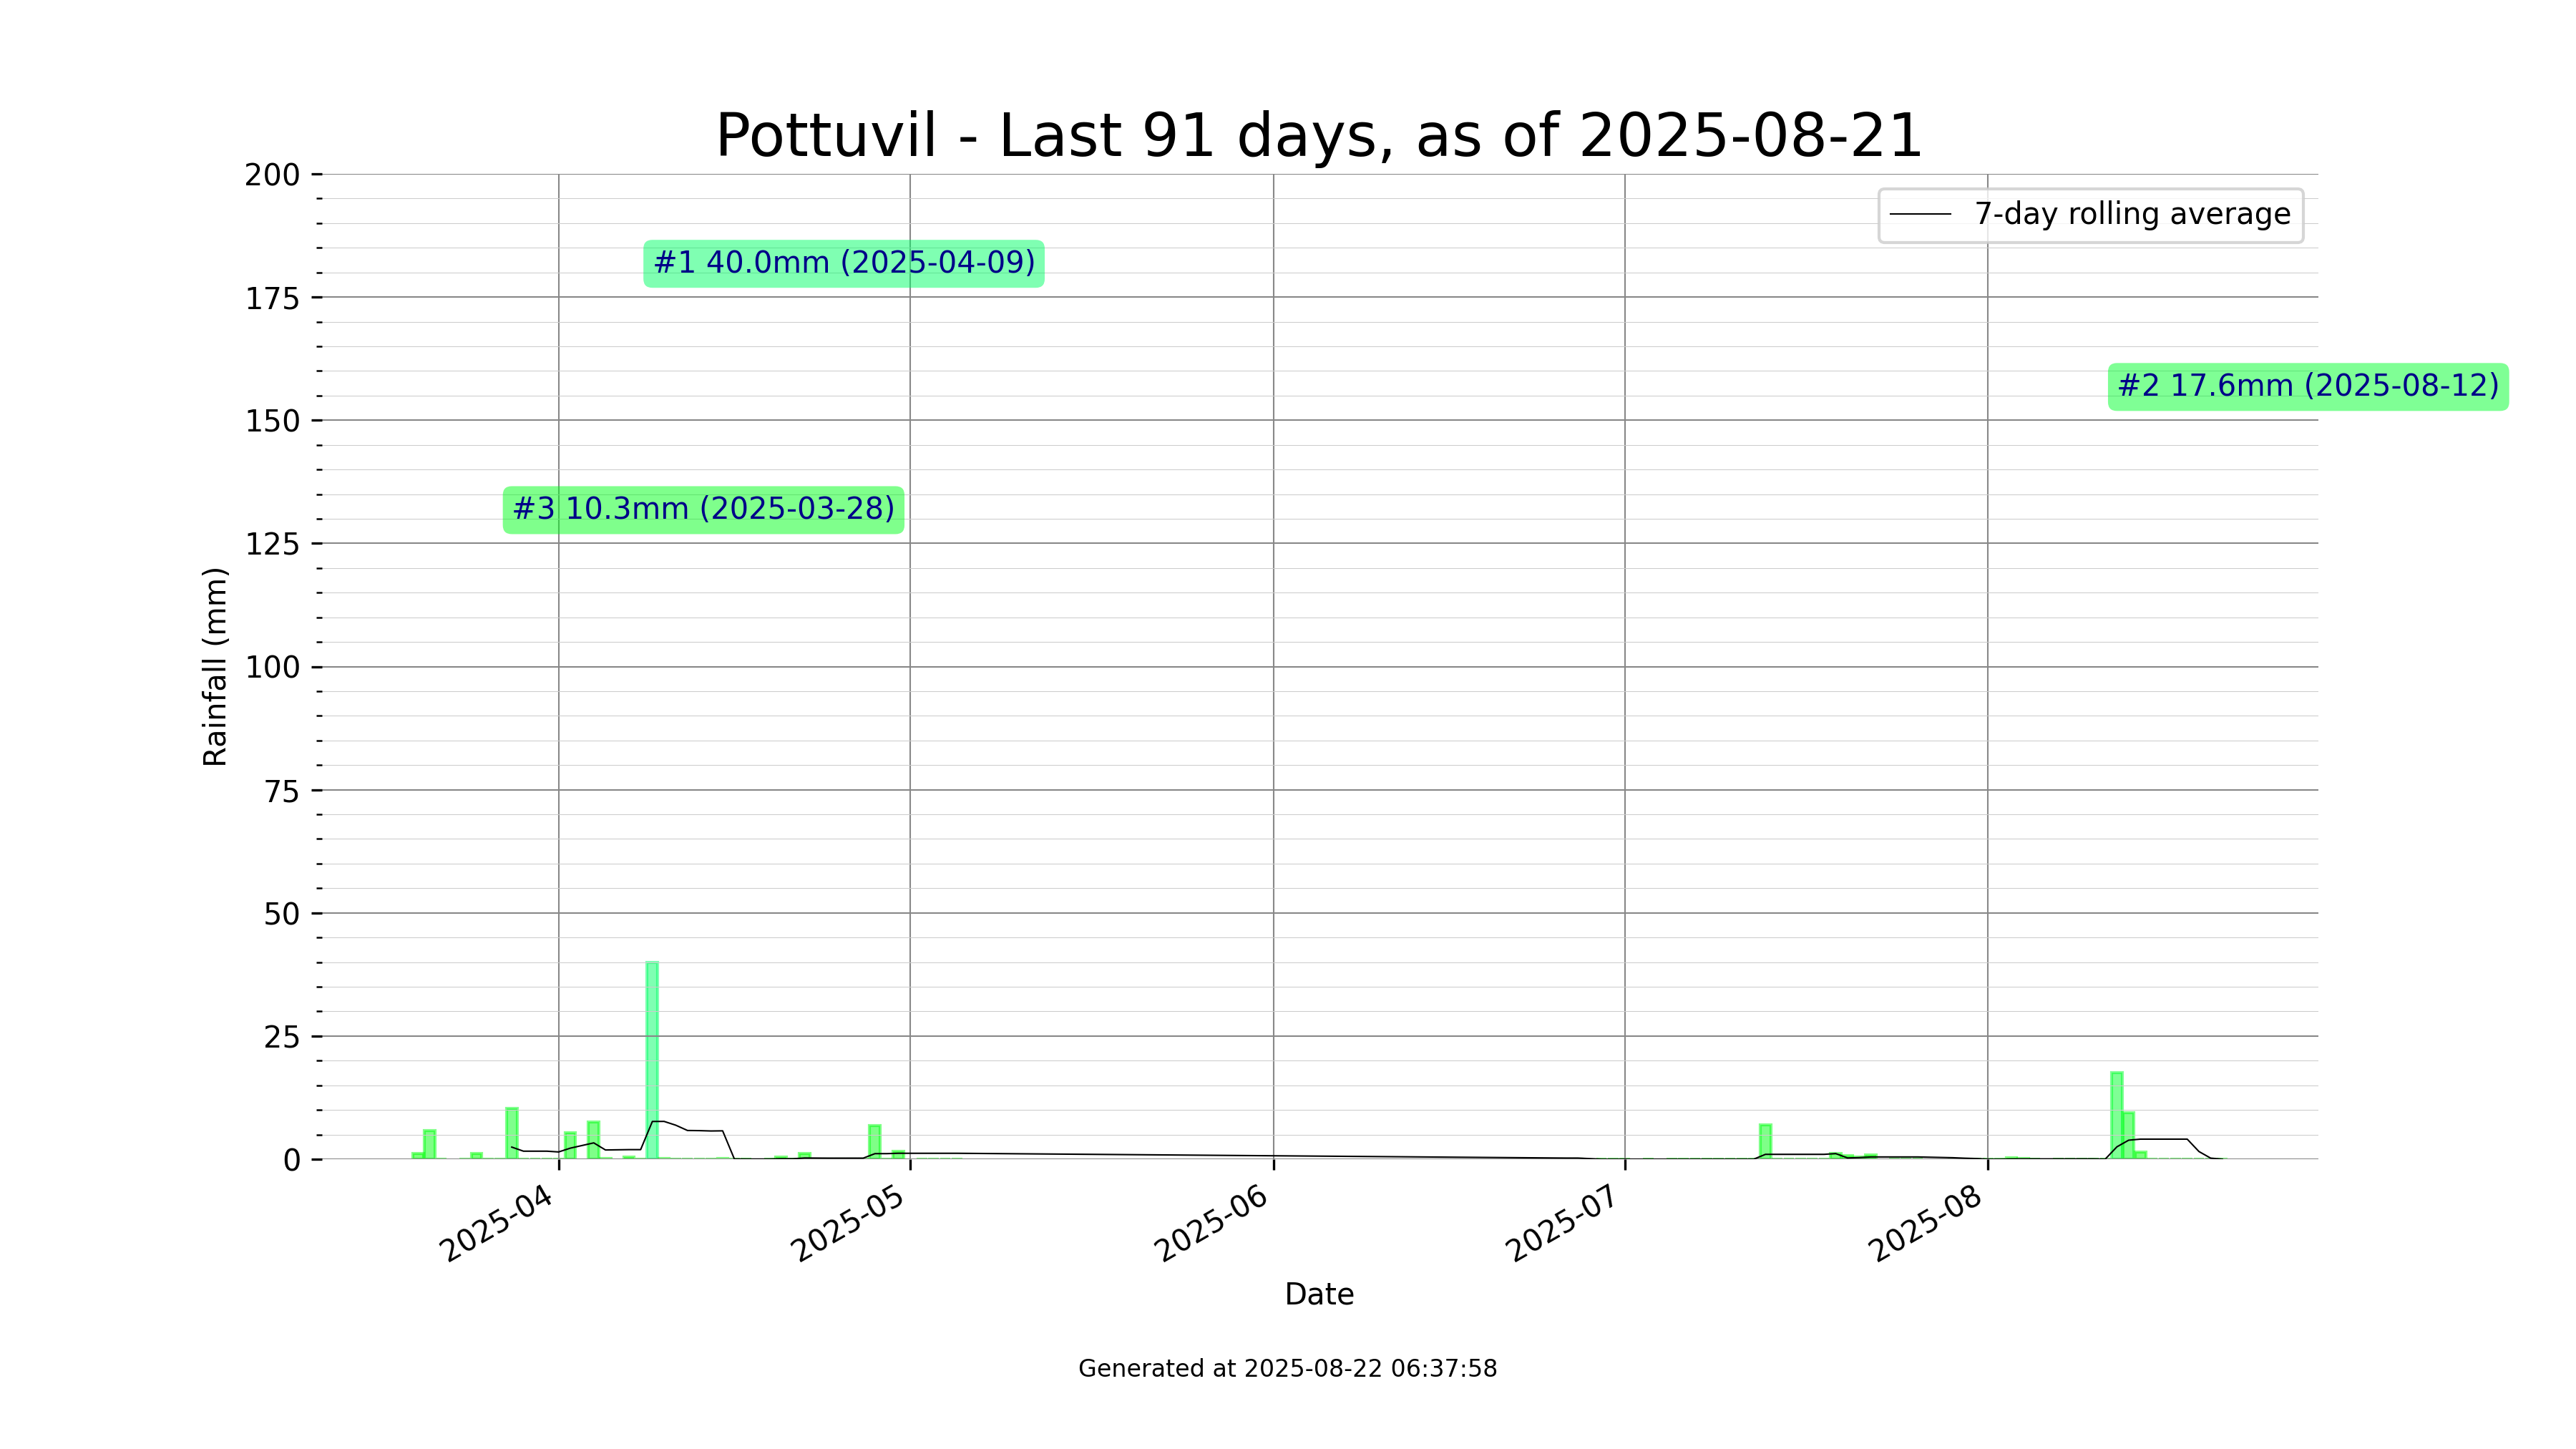 Pottuvil - Last 91 days, as of 2025-08-21
200
175
150
125
100
75
50
25
0
Rainfall (mm)
7-day rolling average
#1 40.0mm (2025-04-09)
#2 17.6mm (2025-08-12)
#3 10.3mm (2025-03-28)
2025-04
2025-05
2025-06
2025-07
2025-08
Date
Generated at 2025-08-22 06:37:58